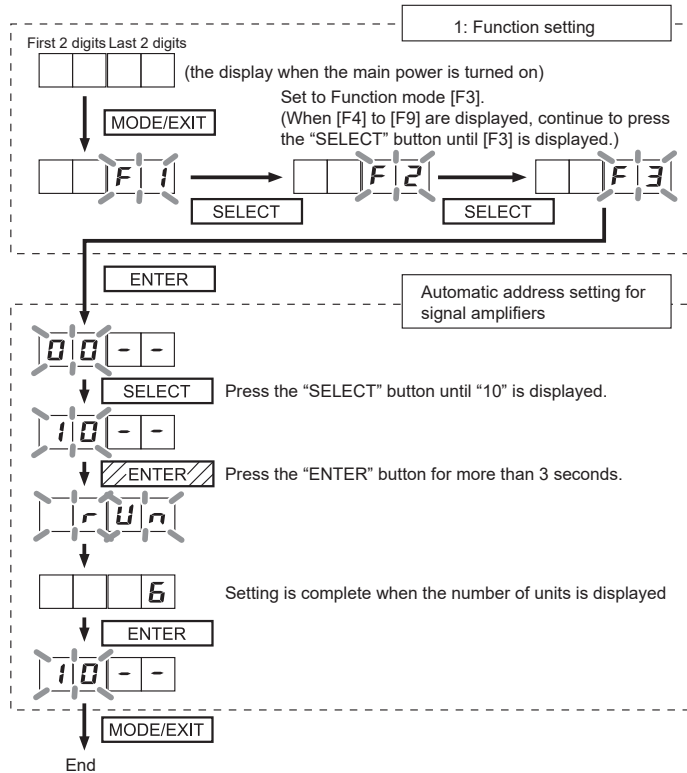 1: Function setting
First 2 digits Last 2 digits
(the display when the main power is turned on)
MODE/EXIT
Set to Function mode [F3].
(When [F4] to [F9] are displayed, continue to press
the “SELECT” button until [F3] is displayed.)
F 1
F 2
F 3
SELECT
SELECT
ENTER
Automatic address setting for
signal amplifiers
0 0 - -
SELECT
Press the “SELECT” button until “10” is displayed.
1 0 - -
ENTER
Press the “ENTER” button for more than 3 seconds.
r U n
6
Setting is complete when the number of units is displayed
ENTER
1 0 - -
MODE/EXIT
End